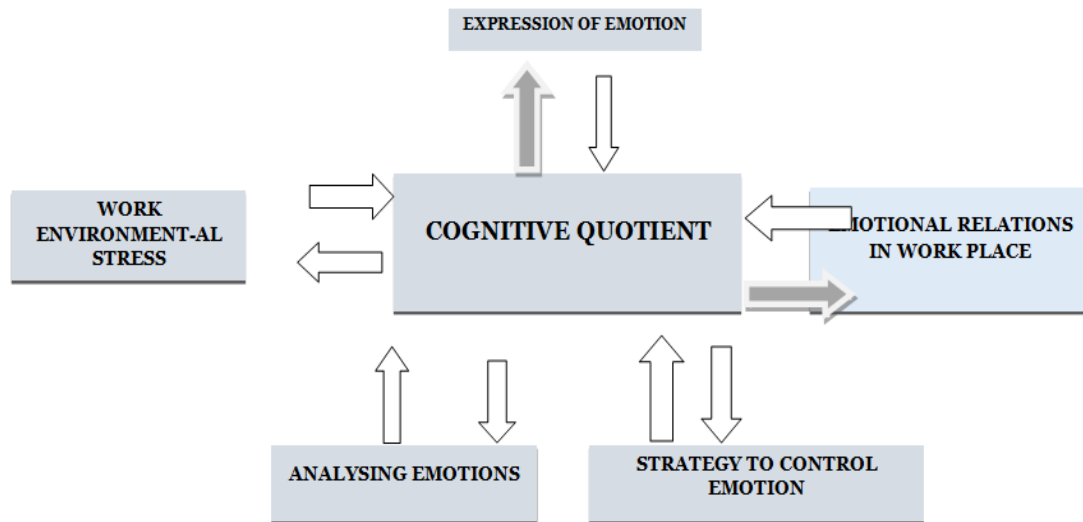 EXPRESSION OF EMOTION
WORK
ENVIRONMENT-AL
STRESS
COGNITIVE QUOTIENT
EMOTIONAL RELATIONS
IN WORK PLACE
ANALYSING EMOTIONS
STRATEGY TO CONTROL
EMOTION